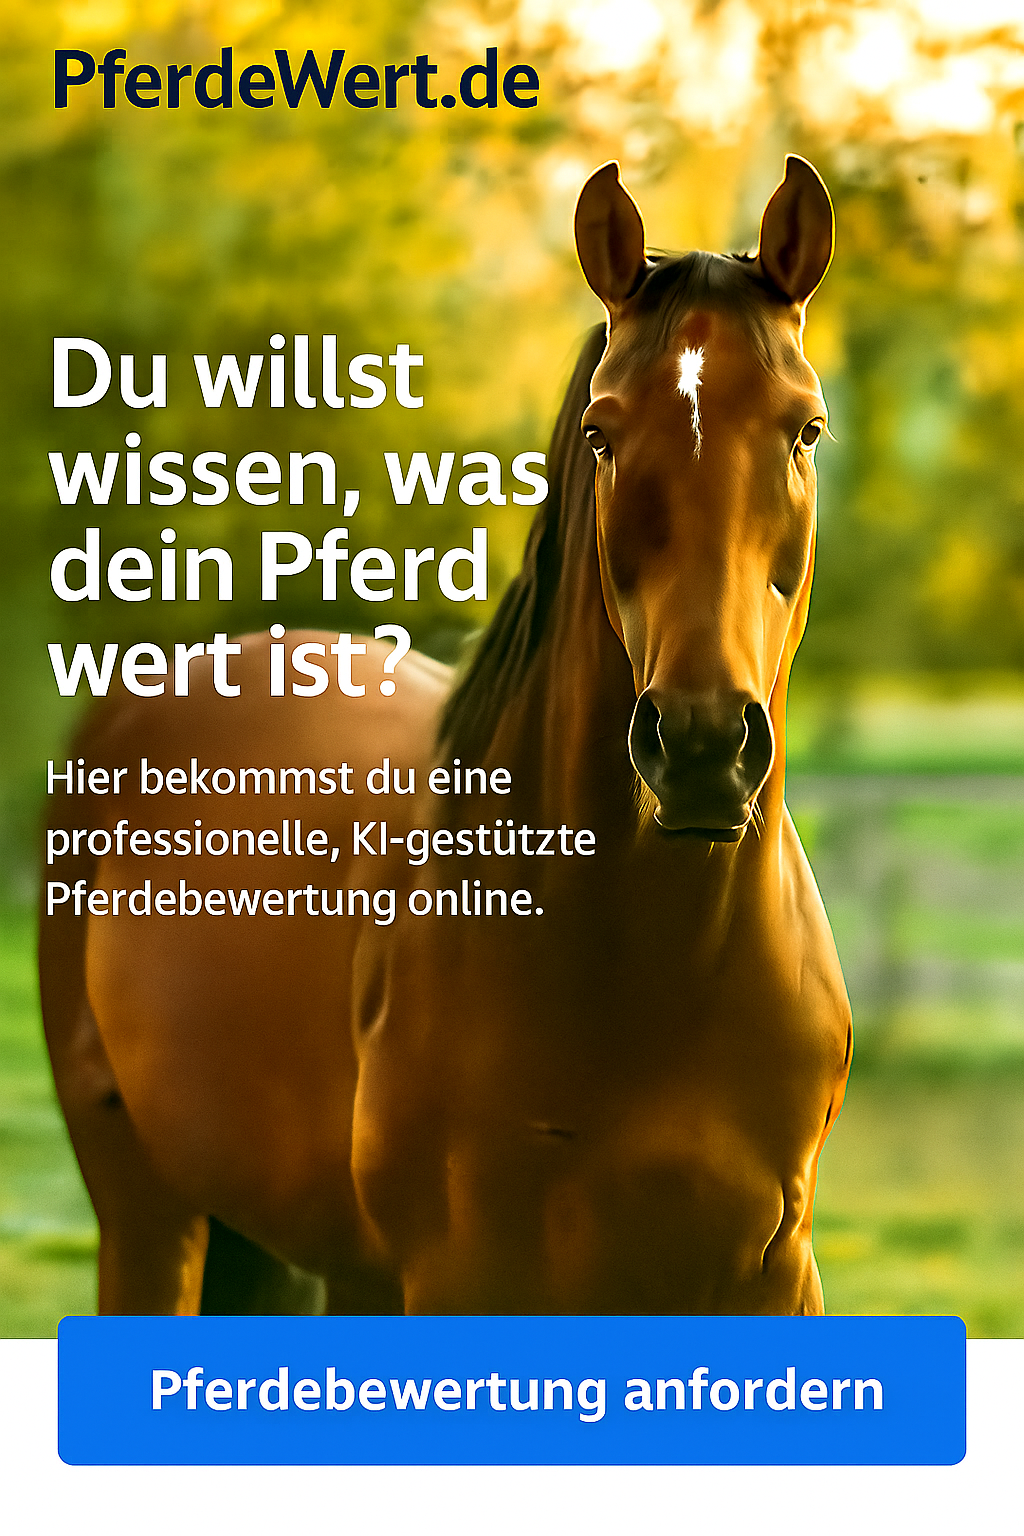 PferdeWert.de
Du willst
wissen, was
dein Pferd
wert ist?
Hier bekommst du eine
professionelle, KI-gestützte
Pferdebewertung online.
Pferdebewertung anfordern